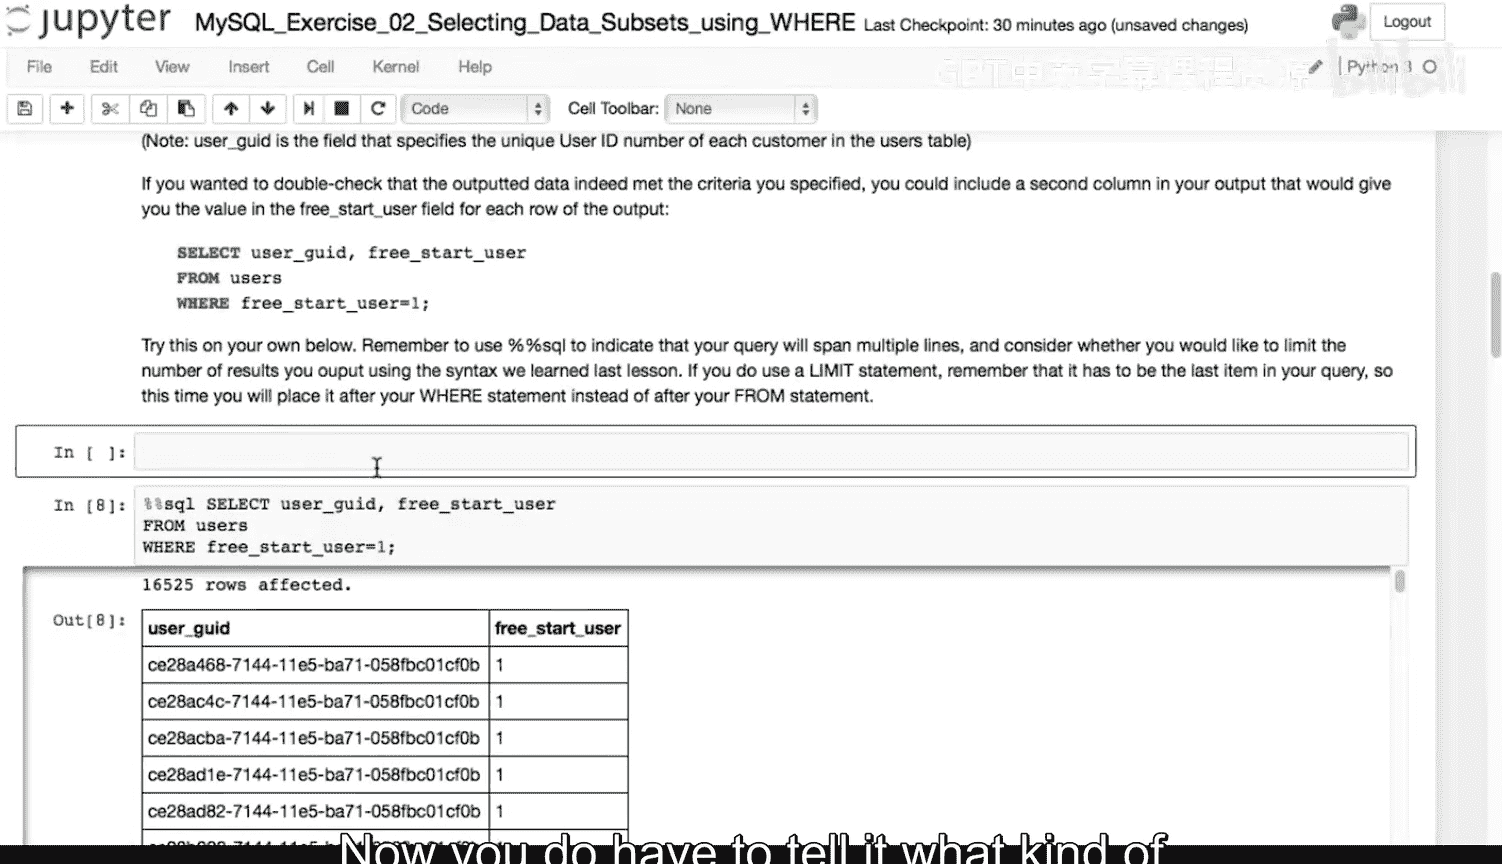 jupyter MySQL_Exercise_02_Selecting_Data_Subsets_using_WHERE Last Checkpoint: 30 minutes ago (unsaved changes) Logout
File Edit View Insert Cell Kernel Help Python 3
Code Cell Toolbar: None
(Note: user_guid is the field that specifies the unique User ID number of each customer in the users table)
If you wanted to double-check that the outputted data indeed met the criteria you specified, you could include a second column in your output that would give
you the value in the free_start_user field for each row of the output:
SELECT user_guid, free_start_user
FROM users
WHERE free_start_user=1;
Try this on your own below. Remember to use %%sql to indicate that your query will span multiple lines, and consider whether you would like to limit the
number of results you ouput using the syntax we learned last lesson. If you do use a LIMIT statement, remember that it has to be the last item in your query, so
this time you will place it after your WHERE statement instead of after your FROM statement.
In [ ]:
In [8]: %%sql SELECT user_guid, free_start_user
FROM users
WHERE free_start_user=1;
16525 rows affected.
Out[8]:
user_guid free_start_user
ce28a468-7144-11e5-ba71-058fbc01cf0b 1
ce28ac4c-7144-11e5-ba71-058fbc01cf0b 1
ce28acba-7144-11e5-ba71-058fbc01cf0b 1
ce28ad1e-7144-11e5-ba71-058fbc01cf0b 1
ce28ad82-7144-11e5-ba71-058fbc01cf0b 1
Now you do have to tell it what kind of